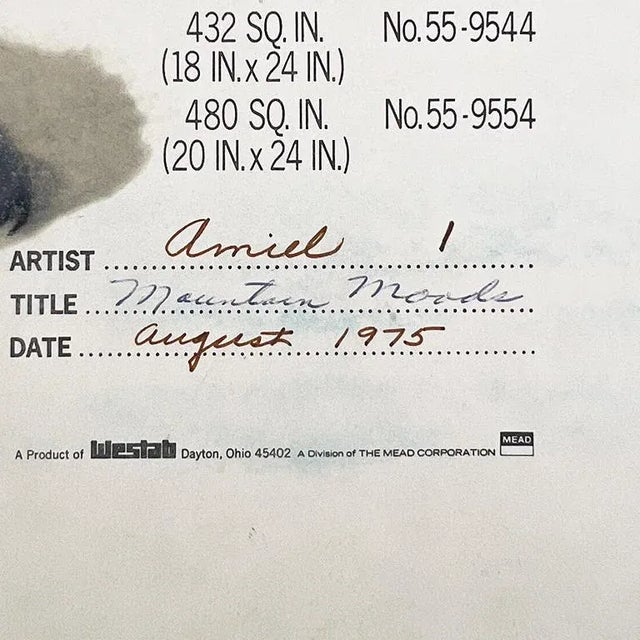 432 SQ. IN. No. 55-9544
(18 IN. x 24 IN.)
480 SQ. IN. No. 55-9554
(20 IN. x 24 IN.)
ARTIST Amiel 1
TITLE Mountain Moods
DATE August 1975
A Product of Westab Dayton, Ohio 45402 A Division of THE MEAD CORPORATION MEAD